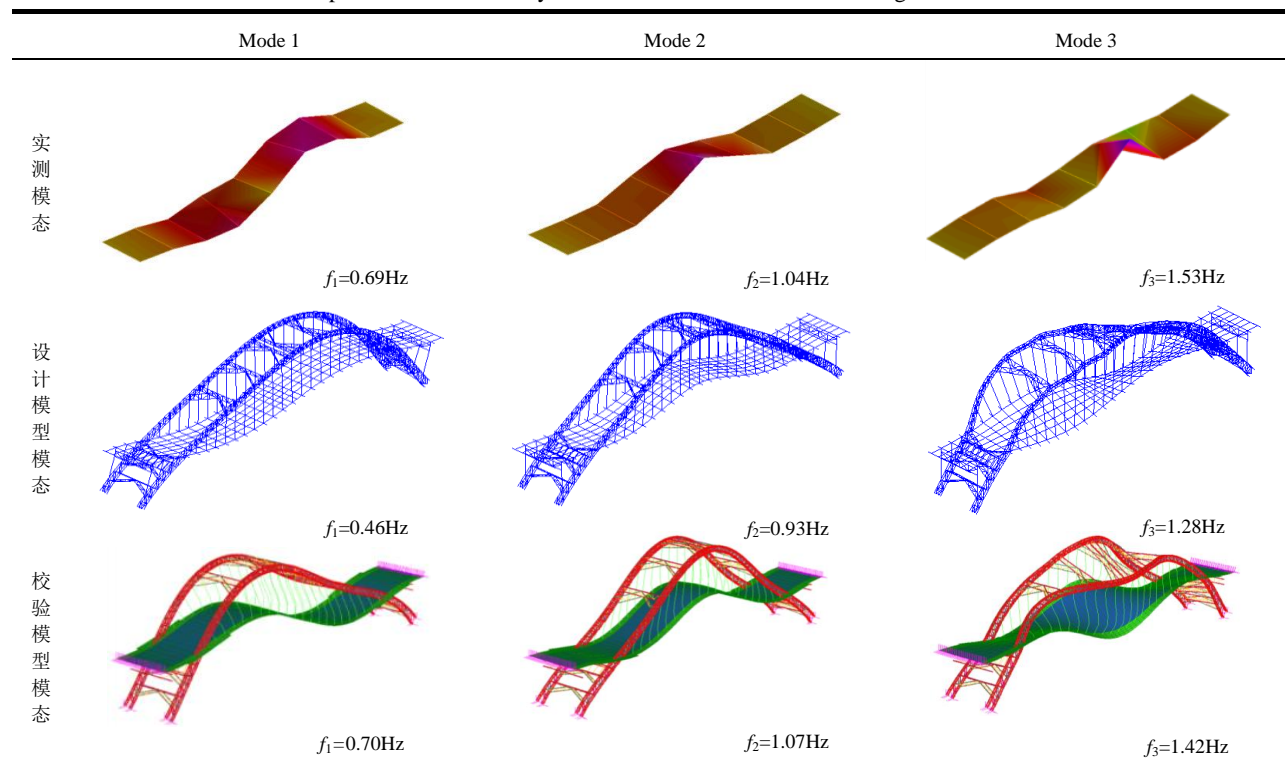 Mode 1 Mode 2 Mode 3
实测模态
f1=0.69Hz f2=1.04Hz f3=1.53Hz
设计模型模态
f1=0.46Hz f2=0.93Hz f3=1.28Hz
校验模型模态
f1=0.70Hz f2=1.07Hz f3=1.42Hz